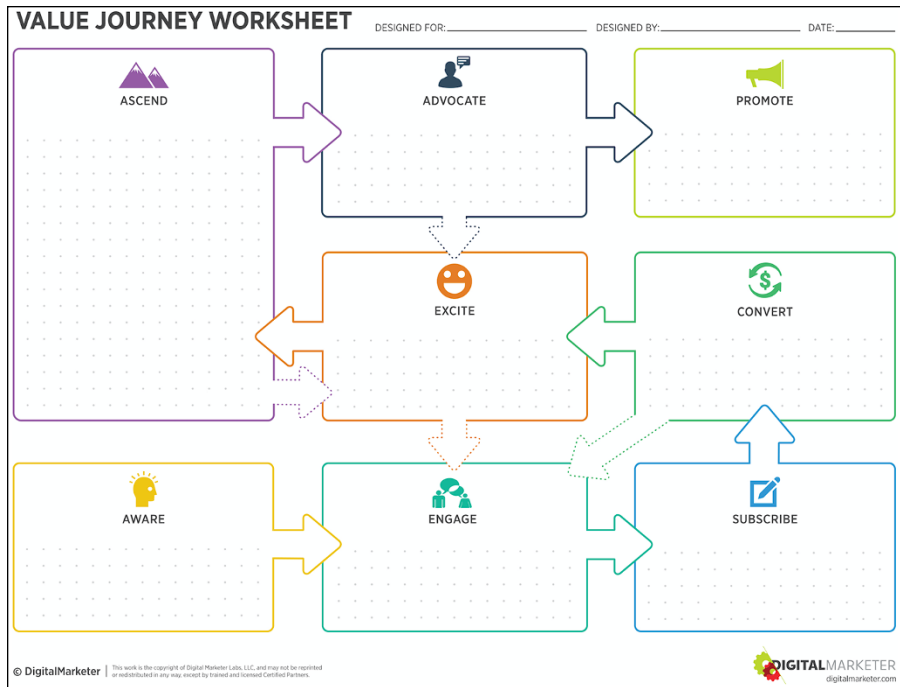 VALUE JOURNEY WORKSHEET
DESIGNED FOR: DESIGNED BY: DATE:
ASCEND
ADVOCATE
PROMOTE
EXCITE
CONVERT
AWARE
ENGAGE
SUBSCRIBE
© DigitalMarketer
This work is the copyright of Digital Marketer Labs, LLC, and may not be reprinted
or redistributed in any way, except by trained and licensed Certified Partners.
DIGITALMARKETER
digitalmarketer.com